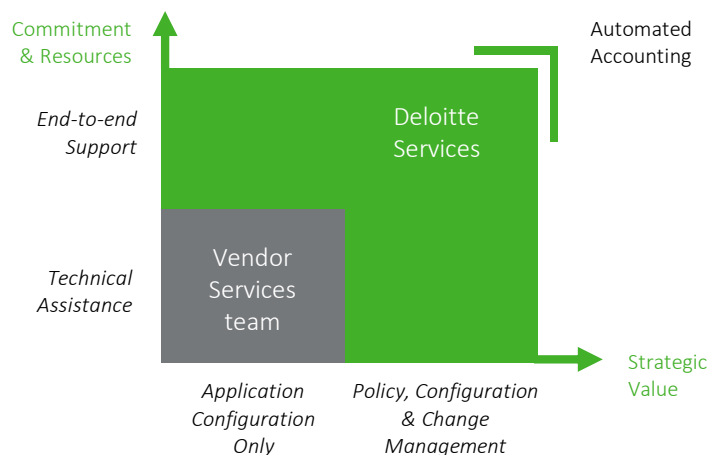 Commitment
& Resources
Automated
Accounting
End-to-end
Support
Deloitte
Services
Technical
Assistance
Vendor
Services
team
Strategic
Value
Application
Configuration
Only
Policy, Configuration
& Change
Management